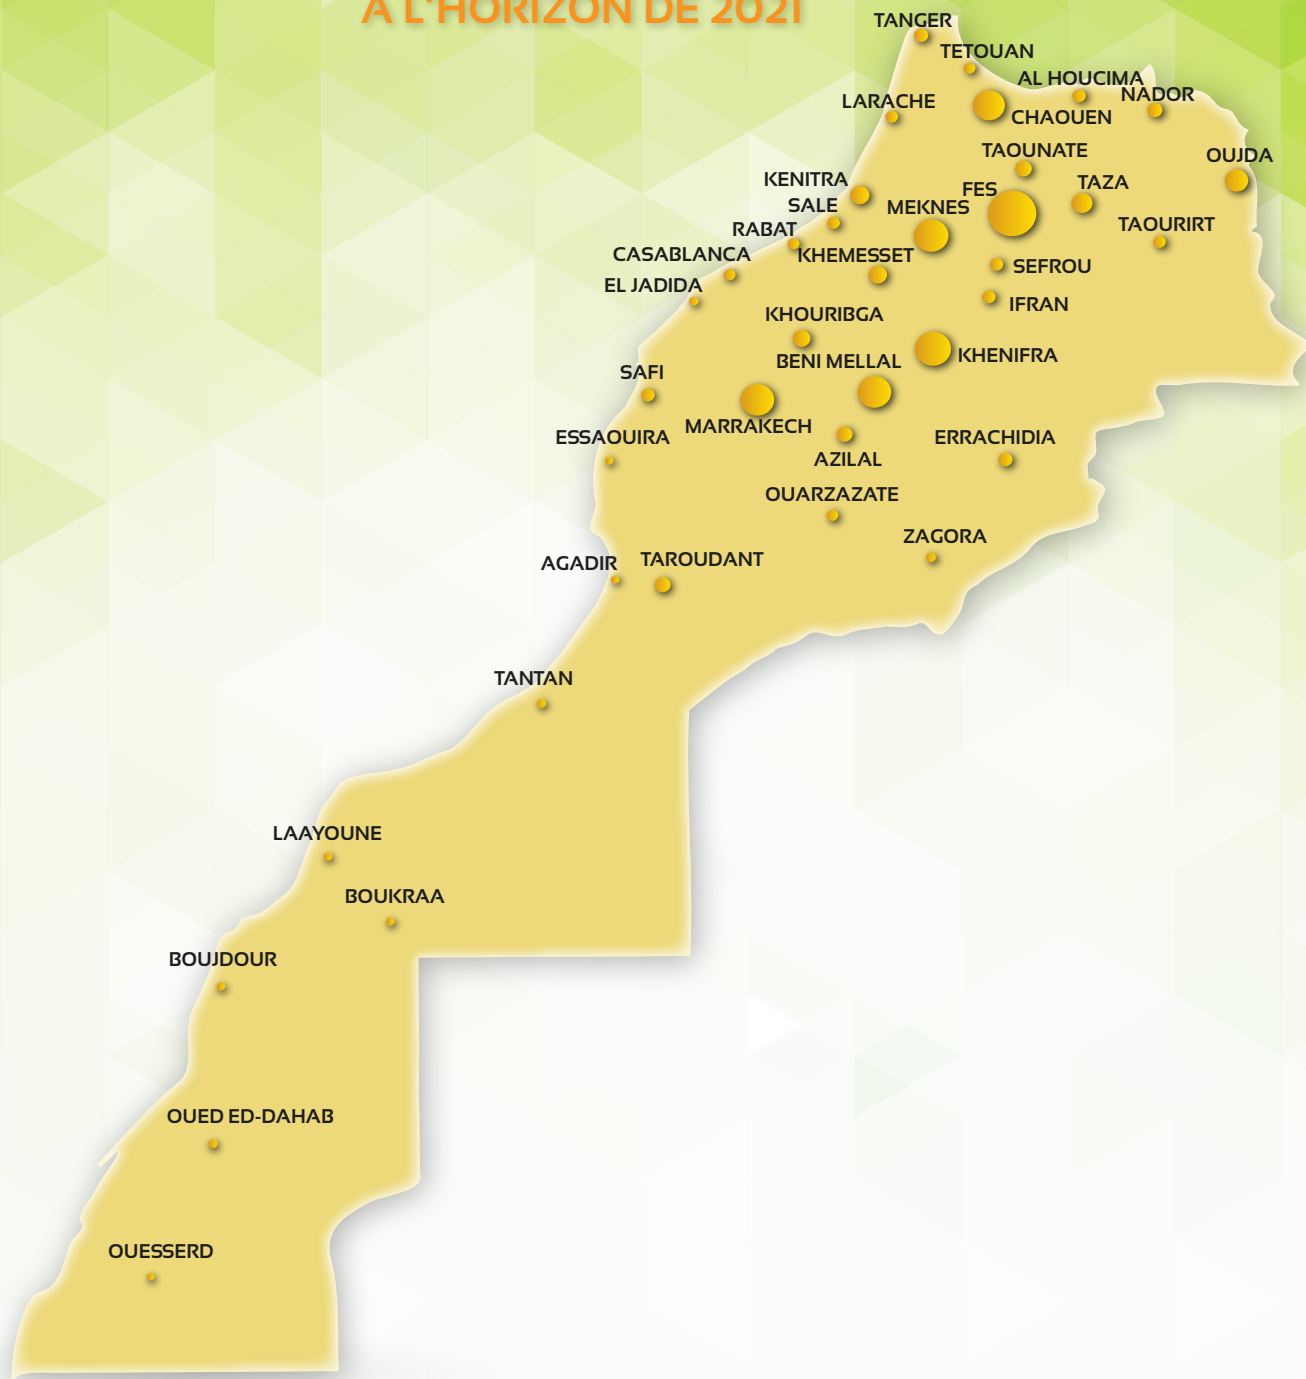 À L'HORIZON DE 2021
TANGER
TETOUAN
AL HOUCIMA
NADOR
LARACHE
CHAOUEN
TAOUNATE
OUJDA
KENITRA
FES
TAZA
SALE
MEKNES
TAOURIRT
RABAT
CASABLANCA
KHEMESSET
SEFROU
EL JADIDA
IFRAN
KHOURIBGA
BENI MELLAL
KHENIFRA
SAFI
MARRAKECH
ESSAOUIRA
ERRACHIDIA
AZILAL
OUARZAZATE
ZAGORA
AGADIR
TAROUDANT
TANTAN
LAAYOUNE
BOUKRAA
BOUJDOUR
OUED ED-DAHAB
OUESSERD